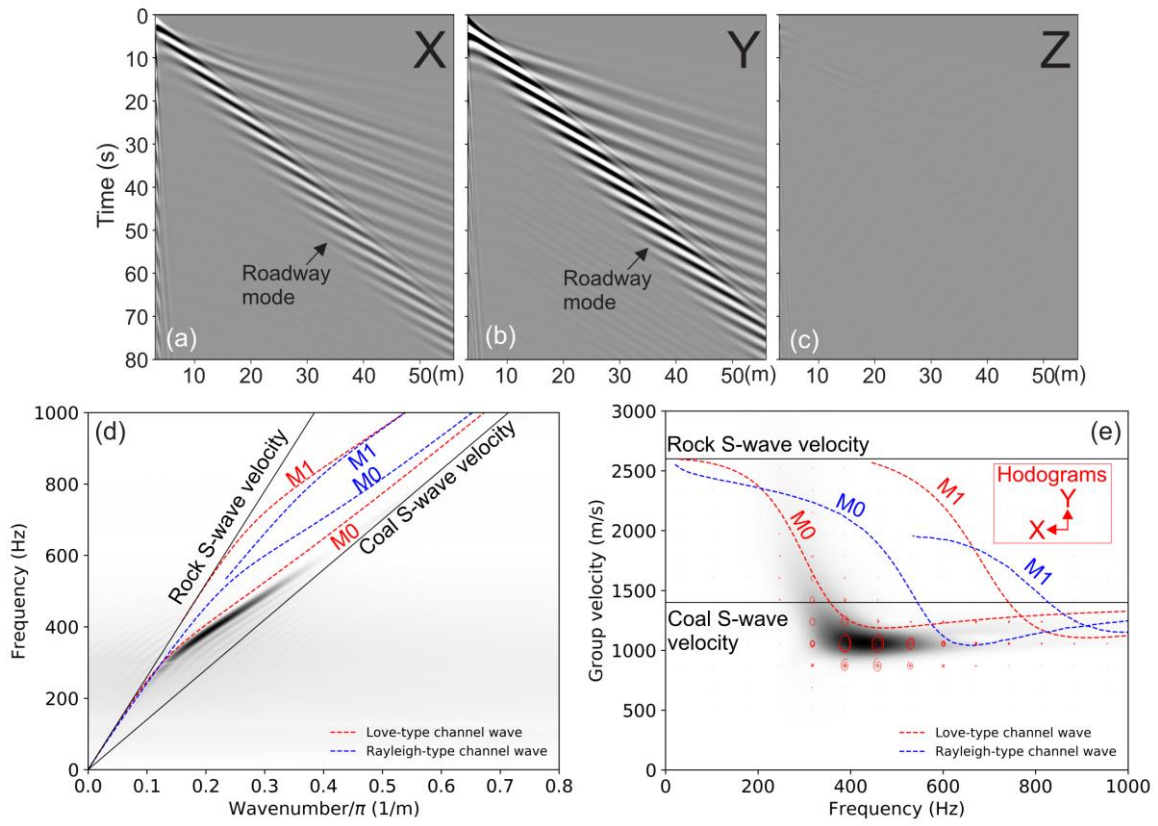 X
Y
Z
Time (s)
0
10
20
30
40
50
60
70
80
Roadway
mode
Roadway
mode
(a)
(b)
(c)
10 20 30 40 50(m)
10 20 30 40 50(m)
10 20 30 40 50(m)
(d)
Frequency (Hz)
1000
800
600
400
200
0
Rock S-wave velocity
M1
M1
M0
M0
Coal S-wave velocity
Love-type channel wave
Rayleigh-type channel wave
0.0 0.1 0.2 0.3 0.4 0.5 0.6 0.7 0.8
Wavenumber/π (1/m)
(e)
Group velocity (m/s)
3000
2500
2000
1500
1000
500
0
Rock S-wave velocity
Hodograms
Y
X
M0
M0
M1
M1
Coal S-wave
velocity
Love-type channel wave
Rayleigh-type channel wave
0 200 400 600 800 1000
Frequency (Hz)